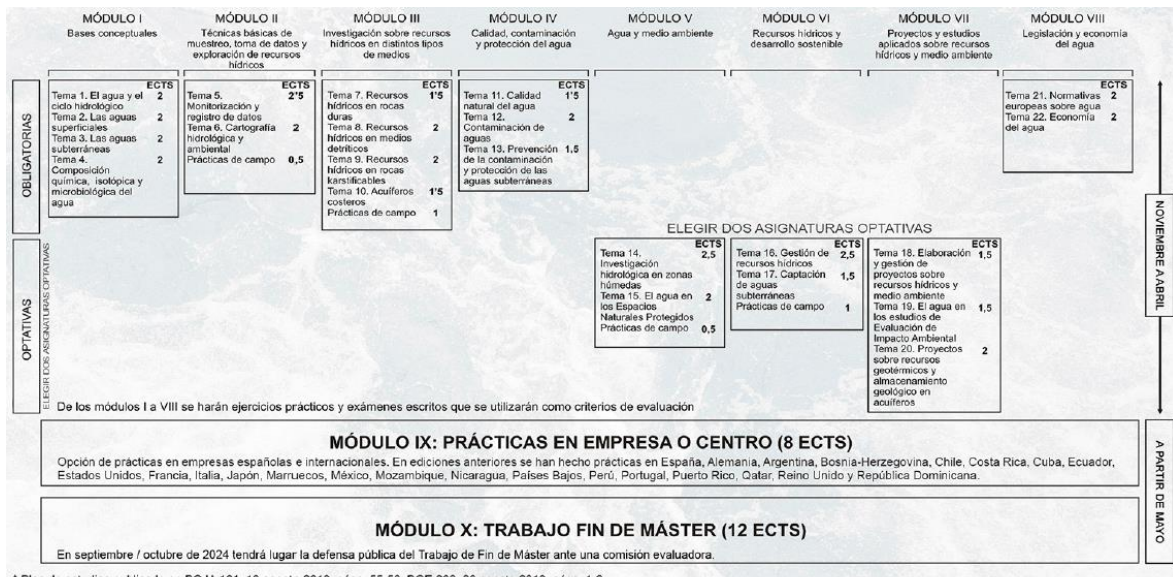 MÓDULO I
Bases conceptuales
MÓDULO II
Técnicas básicas de
muestreo, toma de datos y
exploración de recursos
hídricos
MÓDULO III
Investigación sobre recursos
hídricos en distintos tipos de
medios
MÓDULO IV
Calidad, contaminación
y protección del agua
MÓDULO V
Agua y medio ambiente
MÓDULO VI
Recursos hídricos y
desarrollo sostenible
MÓDULO VII
Proyectos y estudios
aplicados sobre recursos
hídricos y medio ambiente
MÓDULO VIII
Legislación y economía
del agua
OBLIGATORIAS
ECTS
Tema 1. El agua y el 2
ciclo hidrológico
Tema 2. Las aguas 2
superficiales
Tema 3. Las aguas 2
subterráneas
Tema 4. 2
Composición
química, isotópica y
microbiológica del
agua
ECTS
Tema 5. 2'5
Monitorización y
registro de datos
Tema 6. Cartografía 2
hidrológica y
ambiental
Prácticas de campo 0,5
ECTS
Tema 7. Recursos 1'5
hídricos en rocas
duras
Tema 8. Recursos 2
hídricos en medios
detríticos
Tema 9. Recursos 2
hídricos en rocas
karstificables
Tema 10. Acuíferos 1'5
costeros
Prácticas de campo 1
ECTS
Tema 11. Calidad 1'5
natural del agua
Tema 12. 2
Contaminación de
aguas
Tema 13. Prevención 1,5
de la contaminación
y protección de las
aguas subterráneas
ECTS
Tema 21. Normativas 2
europeas sobre agua
Tema 22. Economía 2
del agua
NOVIEMBRE A ABRIL
OPTATIVAS
ELEGIR DOS ASIGNATURAS OPTATIVAS
ELEGIR DOS ASIGNATURAS OPTATIVAS
ECTS
Tema 14. 2,5
Investigación
hidrológica en zonas
húmedas
Tema 15. El agua en 2
los Espacios
Naturales Protegidos
Prácticas de campo 0,5
ECTS
Tema 16. Gestión de 2,5
recursos hídricos
Tema 17. Captación 1,5
de aguas
subterráneas
Prácticas de campo 1
ECTS
Tema 18. Elaboración 1,5
y gestión de
proyectos sobre
recursos hídricos y
medio ambiente
Tema 19. El agua en 1,5
los estudios de
Evaluación de
Impacto Ambiental
Tema 20. Proyectos 2
sobre recursos
geotérmicos y
almacenamiento
geológico en
acuíferos
De los módulos I a VIII se harán ejercicios prácticos y exámenes escritos que se utilizarán como criterios de evaluación
MÓDULO IX: PRÁCTICAS EN EMPRESA O CENTRO (8 ECTS)
Opción de prácticas en empresas españolas e internacionales. En ediciones anteriores se han hecho prácticas en España, Alemania, Argentina, Bosnia-Herzegovina, Chile, Costa Rica, Cuba, Ecuador,
Estados Unidos, Francia, Italia, Japón, Marruecos, México, Mozambique, Nicaragua, Países Bajos, Perú, Portugal, Puerto Rico, Qatar, Reino Unido y República Dominicana.
A PARTIR DE MAYO
MÓDULO X: TRABAJO FIN DE MÁSTER (12 ECTS)
En septiembre / octubre de 2024 tendrá lugar la defensa pública del Trabajo de Fin de Máster ante una comisión evaluadora.